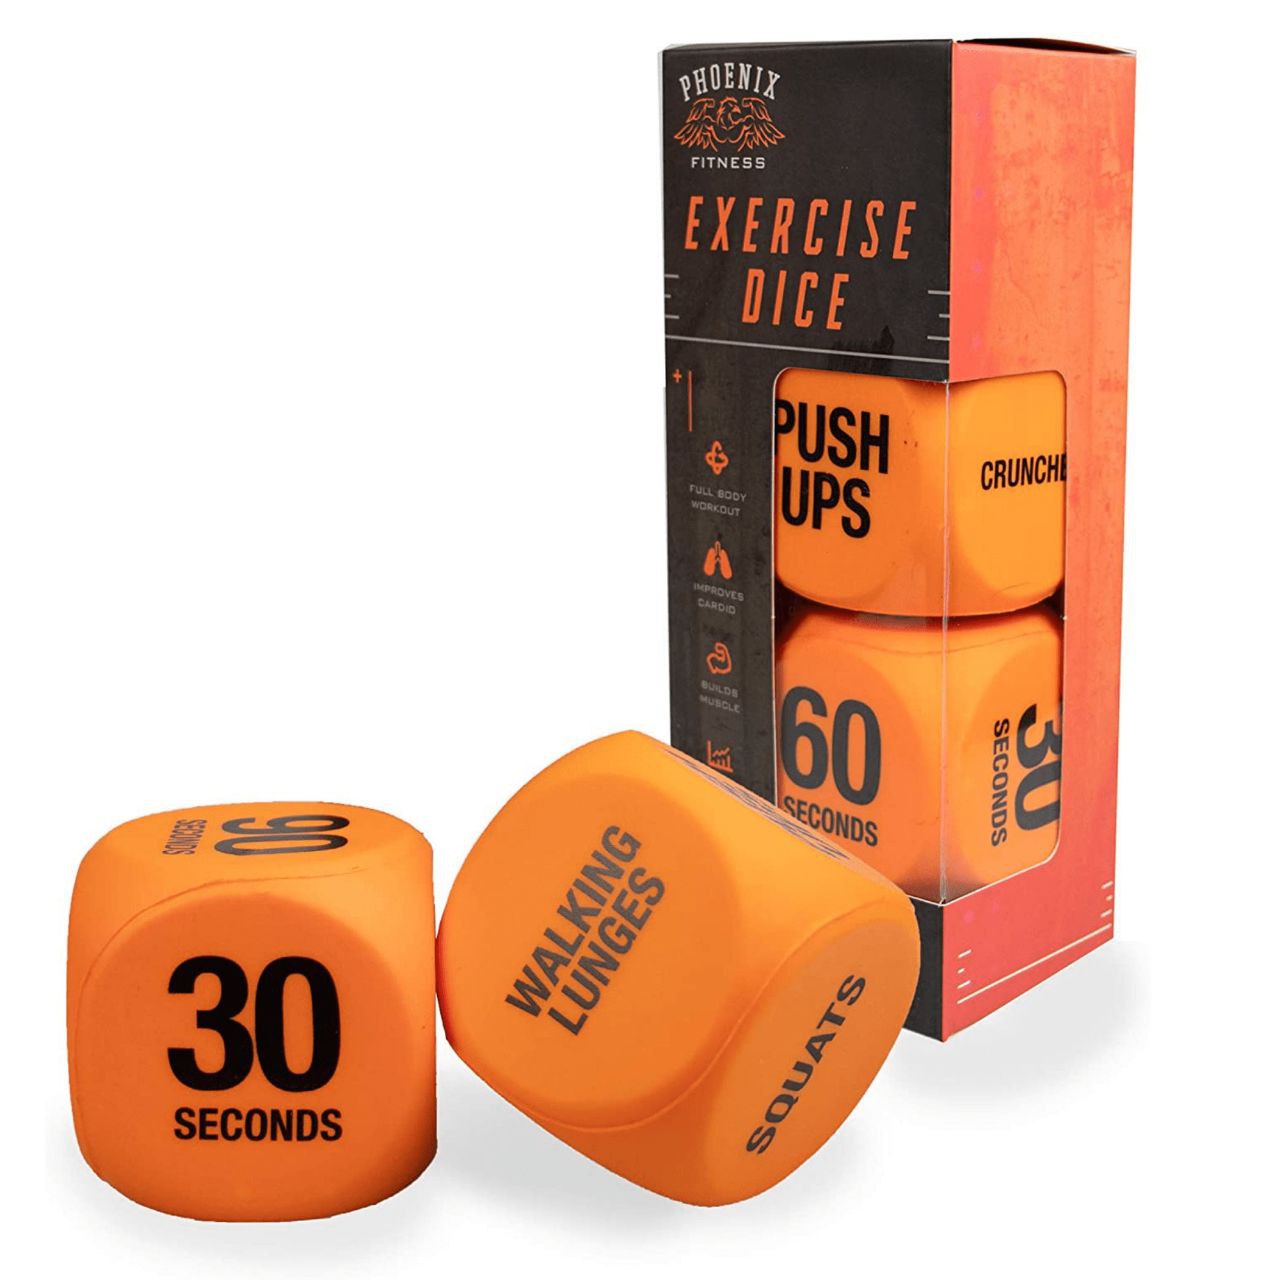 PHOENIX
FITNESS
EXERCISE
DICE
FULL BODY
WORKOUT
IMPROVES
CARDIO
BUILDS
MUSCLE
PUSH
UPS
CRUNCHE
60
SECONDS
30
SECONDS
90
SECONDS
30
SECONDS
WALKING
LUNGES
SQUATS